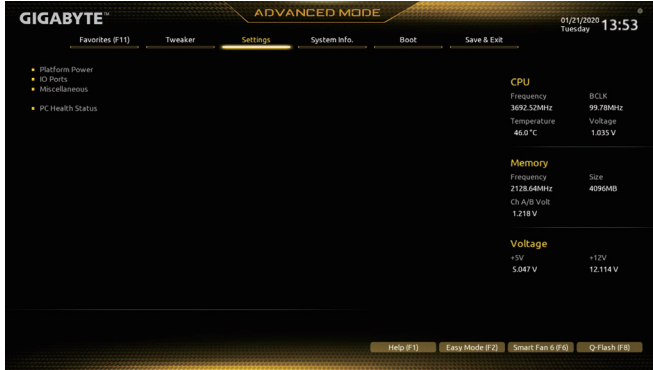 GIGABYTE™
ADVANCED MODE
01/21/2020
Tuesday
13:53
Favorites (F11) Tweaker Settings System Info. Boot Save & Exit
Platform Power
IO Ports
Miscellaneous
PC Health Status
CPU
Frequency BCLK
3692.52MHz 99.78MHz
Temperature Voltage
46.0 °C 1.035 V
Memory
Frequency Size
2128.64MHz 4096MB
Ch A/B Volt
1.218 V
Voltage
+5V +12V
5.047 V 12.114 V
Help (F1) Easy Mode (F2) Smart Fan 6 (F6) Q-Flash (F8)